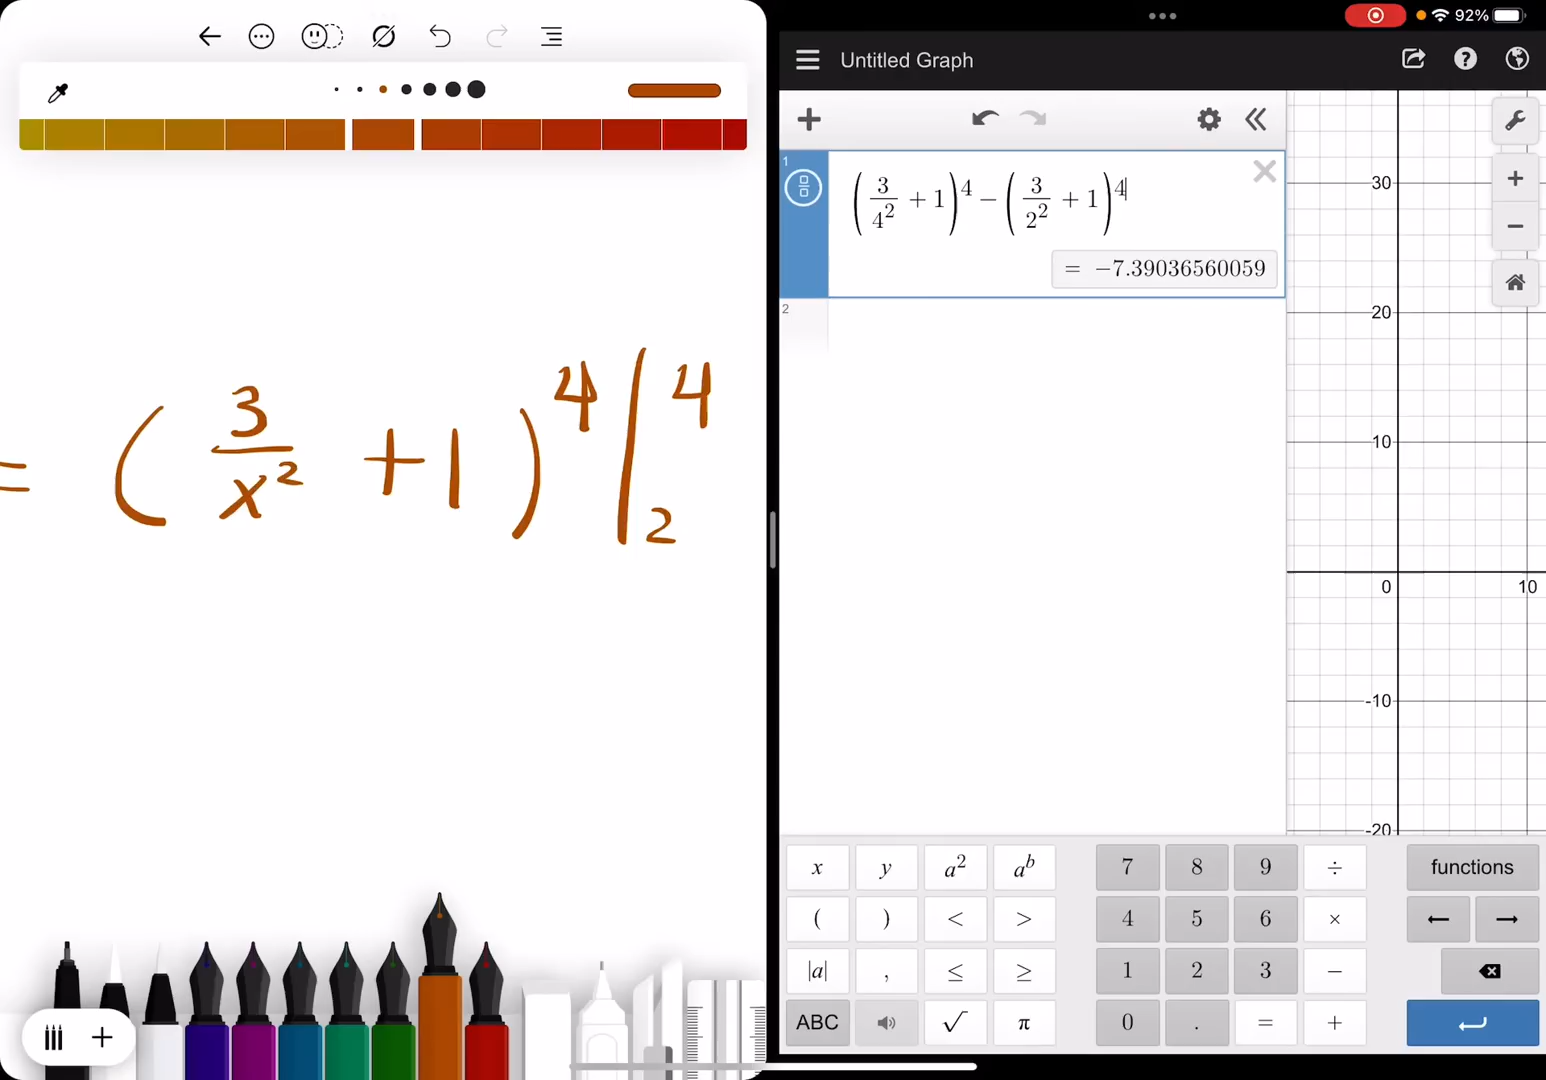 92%
Untitled Graph
1
(3/4² + 1)⁴ − (3/2² + 1)⁴
= −7.39036560059
2
= (3/x² + 1)⁴ |₂⁴
30
20
10
0
10
-10
-20
x y a² aᵇ 7 8 9 ÷ functions
( ) < > 4 5 6 × ← →
|a| , ≤ ≥ 1 2 3 −
ABC √ π 0 . = +